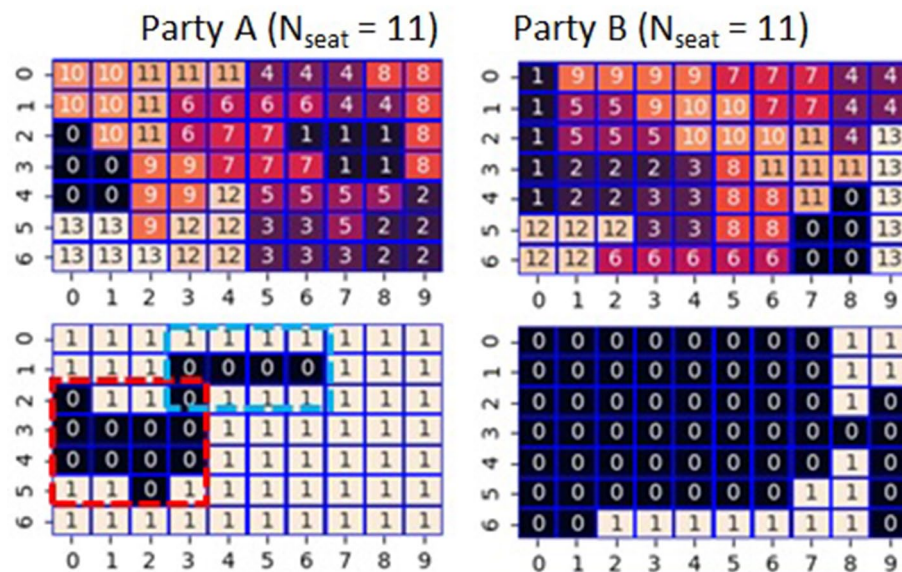 Party A (Nseat = 11)
0 10 10 11 11 11 4 4 4 8 8
1 10 10 11 6 6 6 6 4 4 8
2 0 10 11 6 7 7 1 1 1 8
3 0 0 9 9 7 7 7 1 1 8
4 0 0 9 9 12 5 5 5 5 2
5 13 13 9 12 12 3 3 5 2 2
6 13 13 13 12 12 3 3 3 2 2
0 1 2 3 4 5 6 7 8 9
Party B (Nseat = 11)
0 1 9 9 9 9 7 7 7 4 4
1 1 5 5 9 10 10 7 7 4 4
2 1 5 5 5 10 10 10 11 4 13
3 1 2 2 2 3 8 11 11 11 13
4 1 2 2 3 3 8 8 11 0 13
5 12 12 12 3 3 8 8 0 0 13
6 12 12 6 6 6 6 6 0 0 13
0 1 2 3 4 5 6 7 8 9
0 1 1 1 1 1 1 1 1 1 1
1 1 1 1 0 0 0 0 1 1 1
2 0 1 1 0 1 1 1 1 1 1
3 0 0 0 0 1 1 1 1 1 1
4 0 0 0 0 1 1 1 1 1 1
5 1 1 0 1 1 1 1 1 1 1
6 1 1 1 1 1 1 1 1 1 1
0 1 2 3 4 5 6 7 8 9
0 0 0 0 0 0 0 0 0 1 1
1 0 0 0 0 0 0 0 0 1 1
2 0 0 0 0 0 0 0 0 1 0
3 0 0 0 0 0 0 0 0 0 0
4 0 0 0 0 0 0 0 0 1 0
5 0 0 0 0 0 0 0 1 1 0
6 0 0 1 1 1 1 1 1 1 0
0 1 2 3 4 5 6 7 8 9